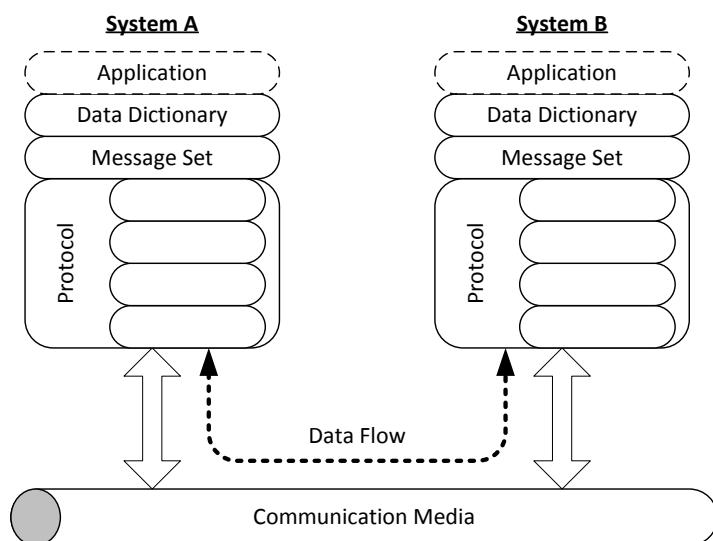 System A
System B
Application
Application
Data Dictionary
Data Dictionary
Message Set
Message Set
Protocol
Protocol
Data Flow
Communication Media